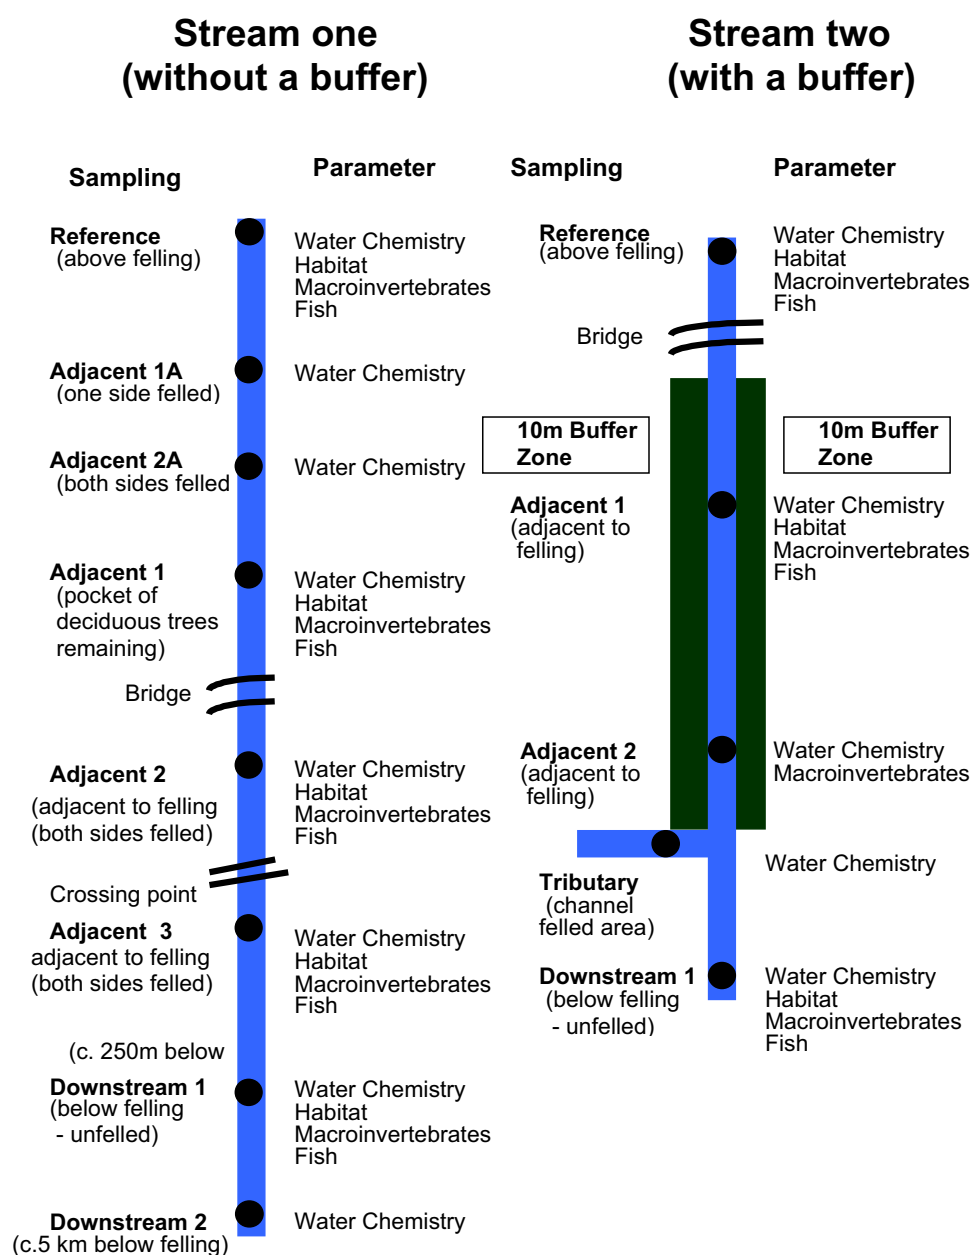 Stream one
(without a buffer)
Sampling
Parameter
Reference
(above felling)
Water Chemistry
Habitat
Macroinvertebrates
Fish
Adjacent 1A
(one side felled)
Water Chemistry
Adjacent 2A
(both sides felled
Water Chemistry
Adjacent 1
(pocket of
deciduous trees
remaining)
Water Chemistry
Habitat
Macroinvertebrates
Fish
Bridge
Adjacent 2
(adjacent to felling
(both sides felled)
Water Chemistry
Habitat
Macroinvertebrates
Fish
Crossing point
Adjacent 3
adjacent to felling
(both sides felled)
Water Chemistry
Habitat
Macroinvertebrates
Fish
(c. 250m below
Downstream 1
(below felling
- unfelled)
Water Chemistry
Habitat
Macroinvertebrates
Fish
Downstream 2
(c.5 km below felling)
Water Chemistry
Stream two
(with a buffer)
Sampling
Parameter
Reference
(above felling)
Water Chemistry
Habitat
Macroinvertebrates
Fish
Bridge
10m Buffer
Zone
10m Buffer
Zone
Adjacent 1
(adjacent to
felling)
Water Chemistry
Habitat
Macroinvertebrates
Fish
Adjacent 2
(adjacent to
felling)
Water Chemistry
Macroinvertebrates
Tributary
(channel
felled area)
Water Chemistry
Downstream 1
(below felling
- unfelled)
Water Chemistry
Habitat
Macroinvertebrates
Fish